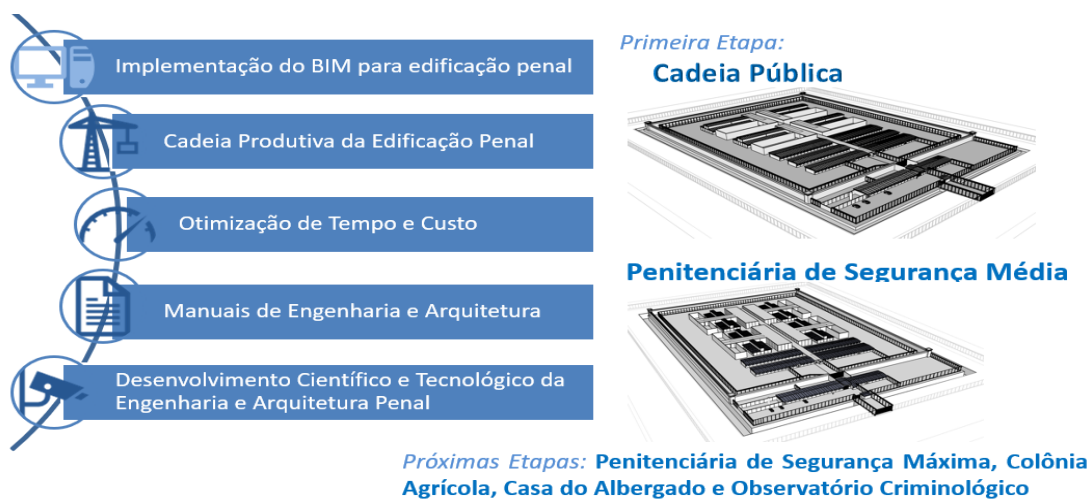 Implementação do BIM para edificação penal
Cadeia Produtiva da Edificação Penal
Otimização de Tempo e Custo
Manuais de Engenharia e Arquitetura
Desenvolvimento Científico e Tecnológico da
Engenharia e Arquitetura Penal
Primeira Etapa:
Cadeia Pública
Penitenciária de Segurança Média
Próximas Etapas: Penitenciária de Segurança Máxima, Colônia
Agrícola, Casa do Albergado e Observatório Criminológico